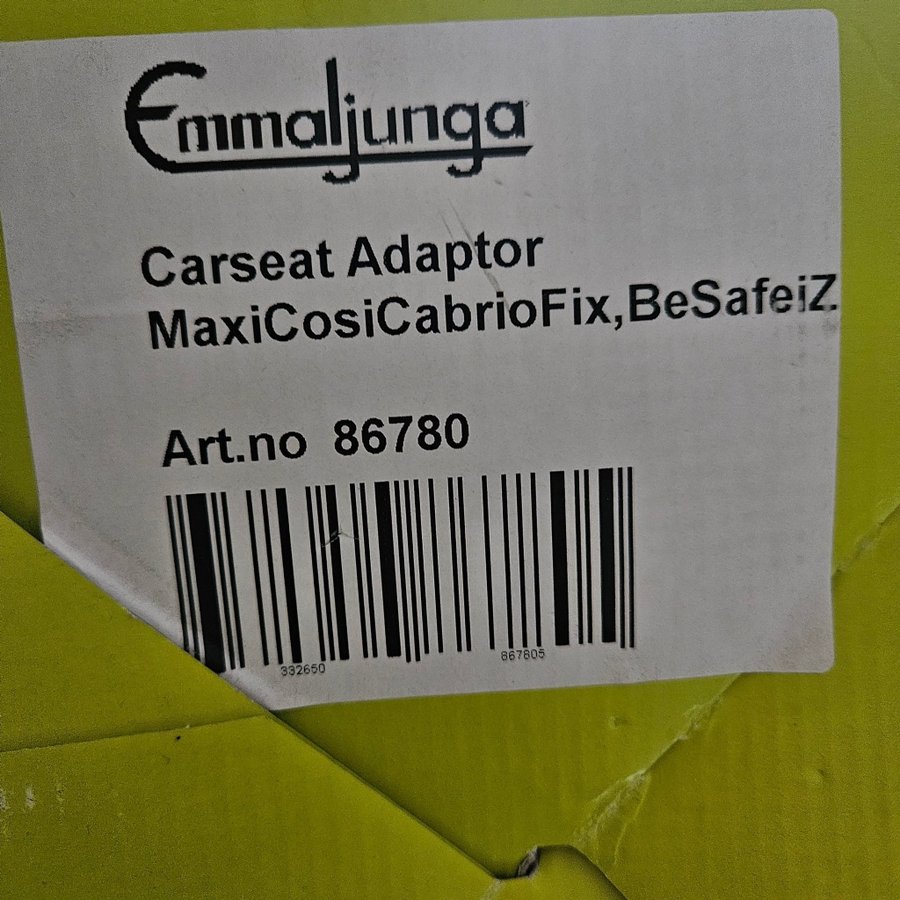 Emmaljunga
Carseat Adaptor
MaxiCosiCabrioFix,BeSafeiZ
Art.no 86780
332650 867805